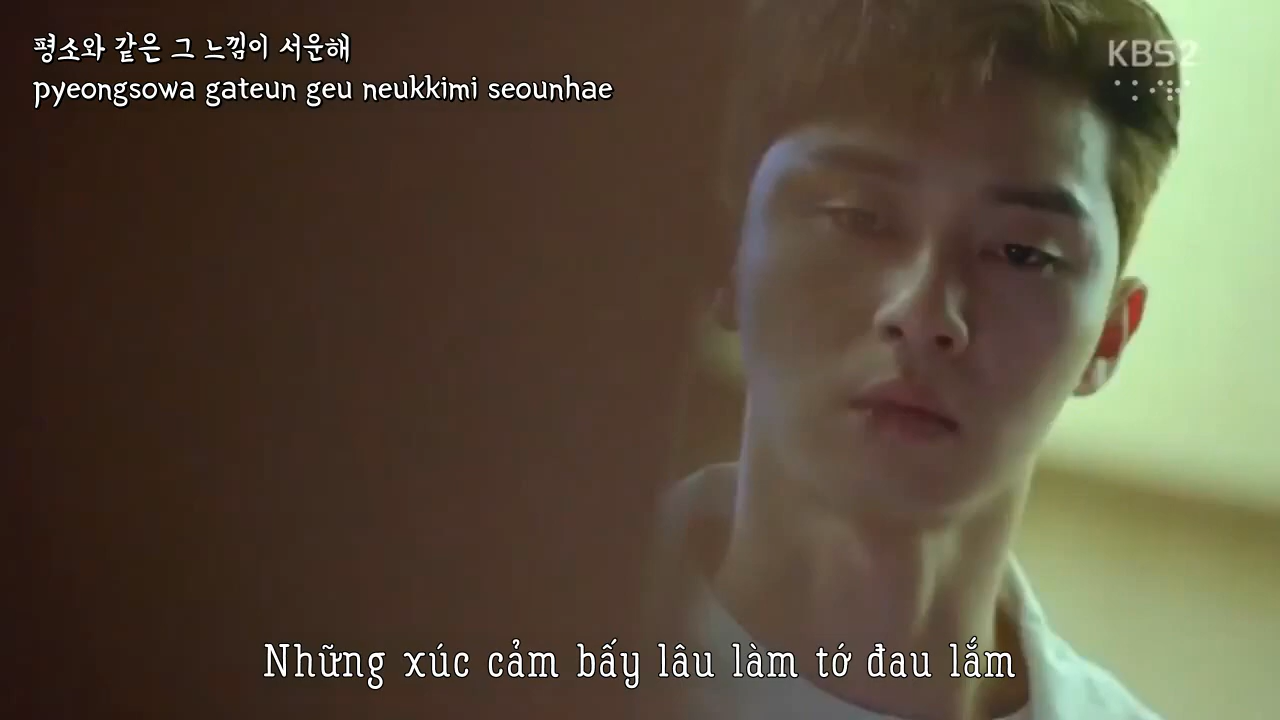 평소와 같은 그 느낌이 서운해
pyeongsowa gateun geu neukkimi seounhae
KBS2
Những xúc cảm bấy lâu làm tớ đau lắm